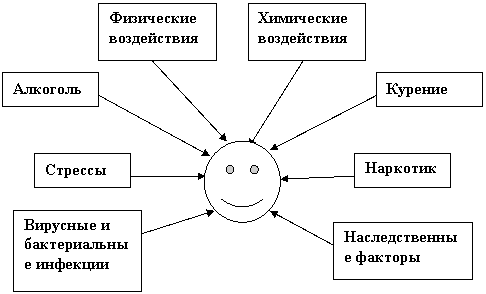 Физические
воздействия
Химические
воздействия
Алкоголь
Курение
Стрессы
Наркотик
Вирусные и
бактериальны
е инфекции
Наследственны
е факторы